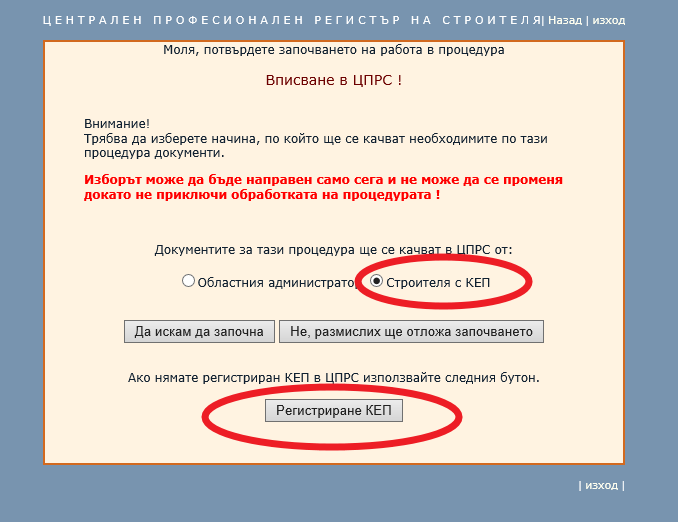 ЦЕНТРАЛЕН ПРОФЕСИОНАЛЕН РЕГИСТЪР НА СТРОИТЕЛЯ| Назад | изход
Моля, потвърдете започването на работа в процедура
Вписване в ЦПРС !
Внимание!
Трябва да изберете начина, по който ще се качват необходимите по тази
процедура документи.
Изборът може да бъде направен само сега и не може да се променя
докато не приключи обработката на процедурата !
Документите за тази процедура ще се качват в ЦПРС от:
Областния администратор Строителя с КЕП
Да искам да започна Не, размислих ще отложа започването
Ако нямате регистриран КЕП в ЦПРС използвайте следния бутон.
Регистриране КЕП
| изход |